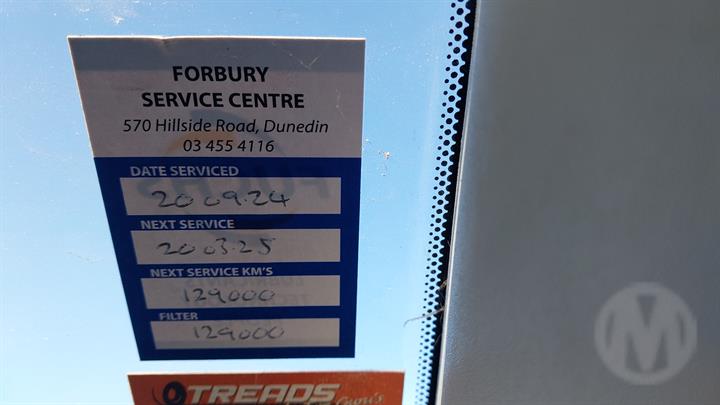 FORBURY
SERVICE CENTRE
570 Hillside Road, Dunedin
03 455 4116
DATE SERVICED
20 09.24
NEXT SERVICE
20 03.25
NEXT SERVICE KM'S
129000
FILTER
129000
TREADS
M